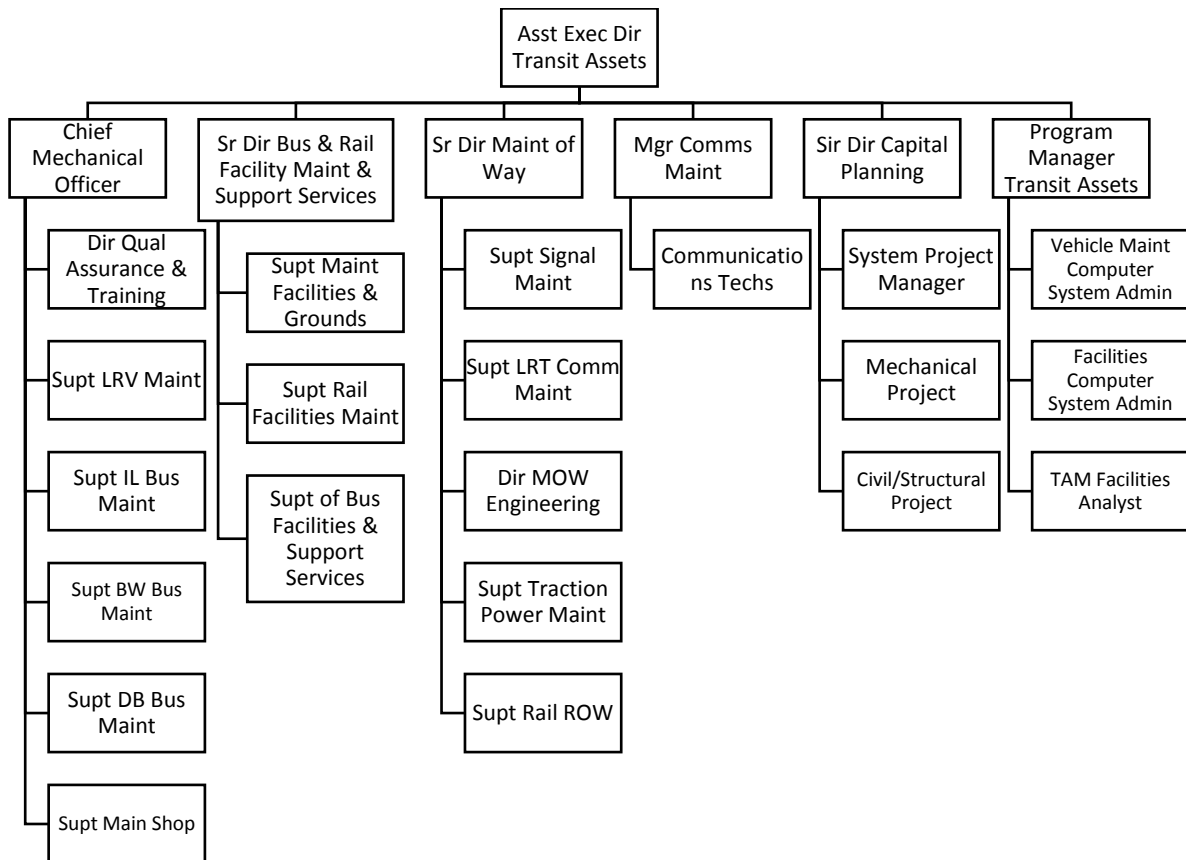 Asst Exec Dir
Transit Assets
Chief
Mechanical
Officer
Sr Dir Bus & Rail
Facility Maint &
Support Services
Sr Dir Maint of
Way
Mgr Comms
Maint
Sir Dir Capital
Planning
Program
Manager
Transit Assets
Dir Qual
Assurance &
Training
Supt LRV Maint
Supt IL Bus
Maint
Supt BW Bus
Maint
Supt DB Bus
Maint
Supt Main Shop
Supt Maint
Facilities &
Grounds
Supt Rail
Facilities Maint
Supt of Bus
Facilities &
Support
Services
Supt Signal
Maint
Supt LRT Comm
Maint
Dir MOW
Engineering
Supt Traction
Power Maint
Supt Rail ROW
Communicatio
ns Techs
System Project
Manager
Mechanical
Project
Civil/Structural
Project
Vehicle Maint
Computer
System Admin
Facilities
Computer
System Admin
TAM Facilities
Analyst